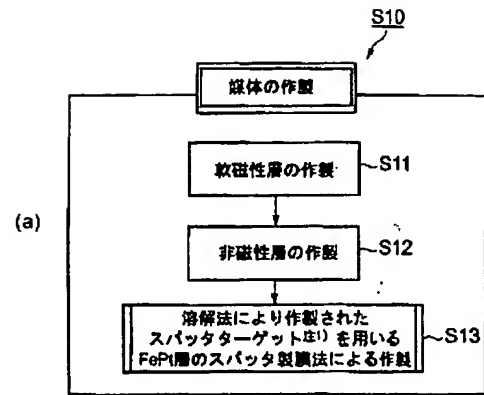 S10
媒体の作製
(a)
軟磁性層の作製
S11
非磁性層の作製
S12
溶解法により作製された
スパッタターゲット注1）を用いる
FePt層のスパッタ製膜法による作製
S13